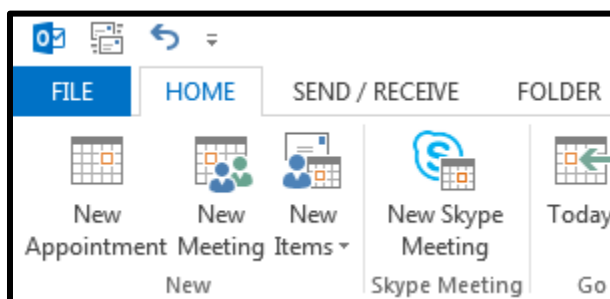 FILE HOME SEND / RECEIVE FOLDER
New New New New Skype Today
Appointment Meeting Items Meeting
New Skype Meeting Go